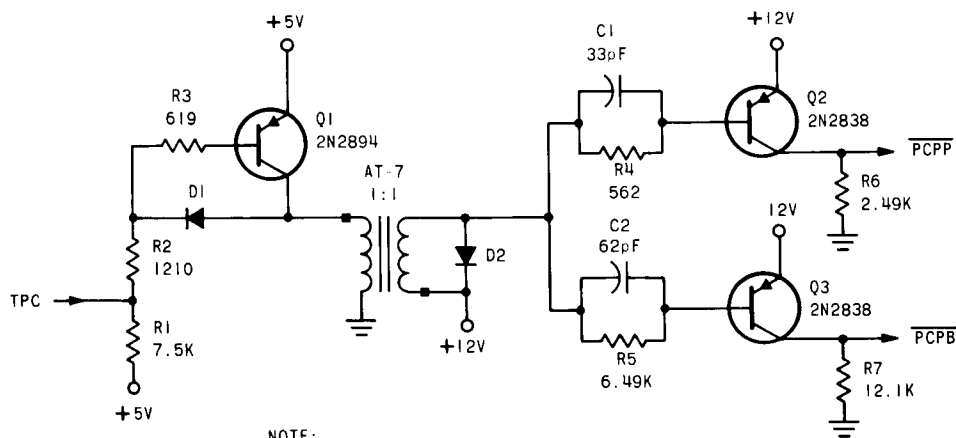 +5V
+12V
C1
33pF
R3
619
Q1
2N2894
Q2
2N2838
PCPP
AT-7
1:1
R4
562
R6
2.49K
D1
D2
C2
62pF
12V
R2
1210
TPC
R1
7.5K
+12V
Q3
2N2838
PCPB
R5
6.49K
R7
12.1K
+5V
NOTE: